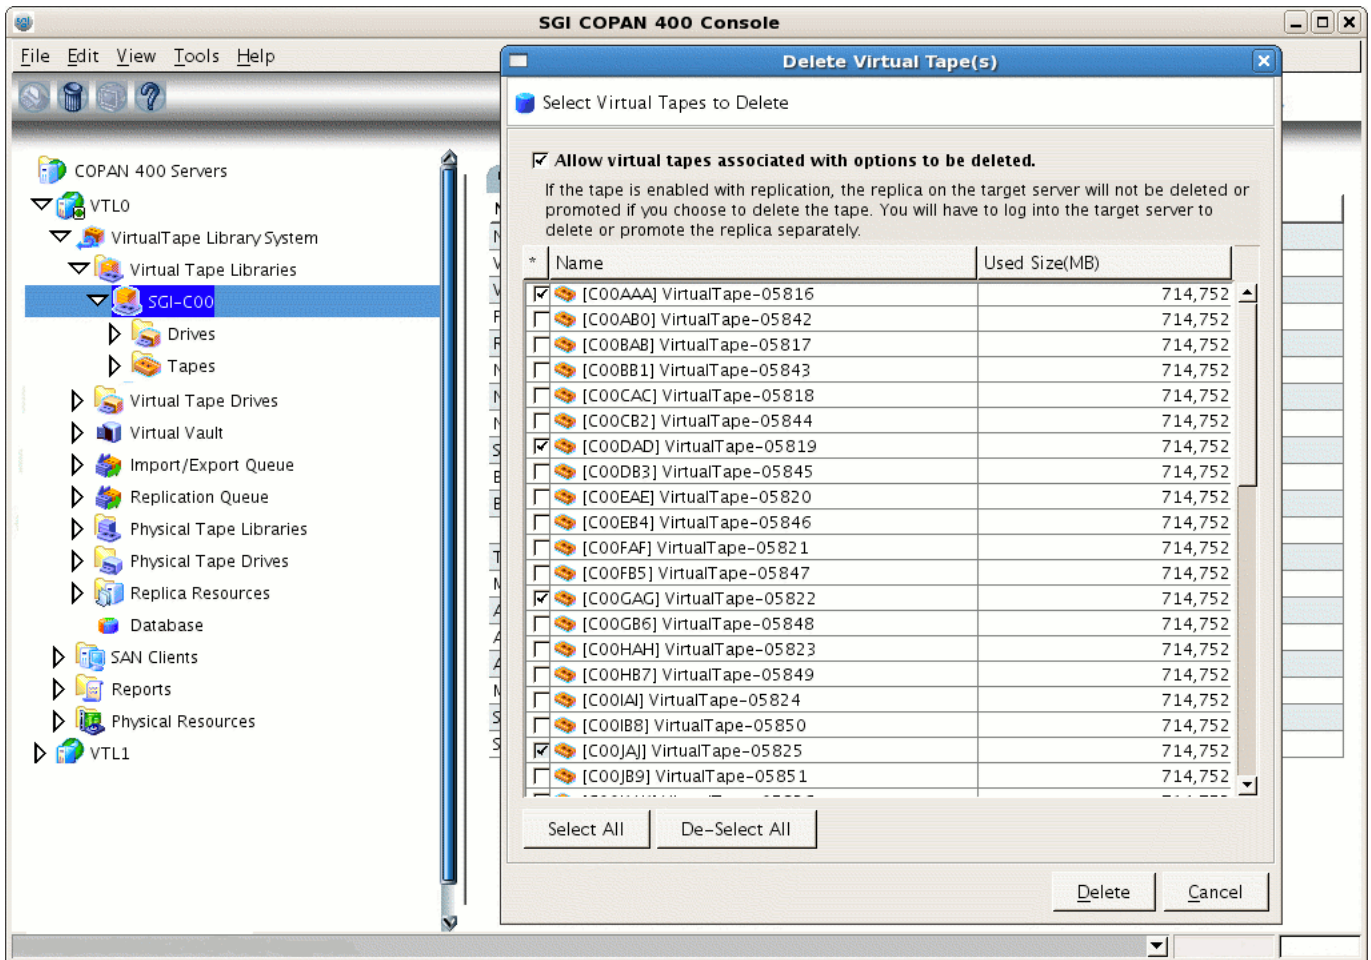 SGI COPAN 400 Console
File Edit View Tools Help
COPAN 400 Servers
VTL0
VirtualTape Library System
Virtual Tape Libraries
SGI-C00
Drives
Tapes
Virtual Tape Drives
Virtual Vault
Import/Export Queue
Replication Queue
Physical Tape Libraries
Physical Tape Drives
Replica Resources
Database
SAN Clients
Reports
Physical Resources
VTL1
Delete Virtual Tape(s)
Select Virtual Tapes to Delete
Allow virtual tapes associated with options to be deleted.
If the tape is enabled with replication, the replica on the target server will not be deleted or
promoted if you choose to delete the tape. You will have to log into the target server to
delete or promote the replica separately.
* Name Used Size(MB)
[C00AAA] VirtualTape-05816 714,752
[C00AB0] VirtualTape-05842 714,752
[C00BAB] VirtualTape-05817 714,752
[C00BB1] VirtualTape-05843 714,752
[C00CAC] VirtualTape-05818 714,752
[C00CB2] VirtualTape-05844 714,752
[C00DAD] VirtualTape-05819 714,752
[C00DB3] VirtualTape-05845 714,752
[C00EAE] VirtualTape-05820 714,752
[C00EB4] VirtualTape-05846 714,752
[C00FAF] VirtualTape-05821 714,752
[C00FB5] VirtualTape-05847 714,752
[C00GAG] VirtualTape-05822 714,752
[C00GB6] VirtualTape-05848 714,752
[C00HAH] VirtualTape-05823 714,752
[C00HB7] VirtualTape-05849 714,752
[C00IAI] VirtualTape-05824 714,752
[C00IB8] VirtualTape-05850 714,752
[C00JAJ] VirtualTape-05825 714,752
[C00JB9] VirtualTape-05851 714,752
Select All De-Select All
Delete Cancel